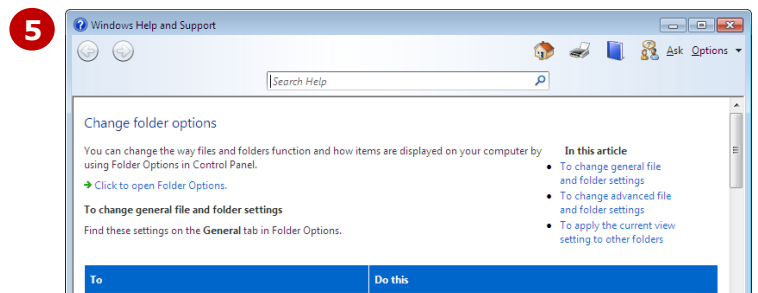 5
Windows Help and Support
Ask Options
Search Help
Change folder options
You can change the way files and folders function and how items are displayed on your computer by
using Folder Options in Control Panel.
Click to open Folder Options.
To change general file and folder settings
Find these settings on the General tab in Folder Options.
In this article
• To change general file
and folder settings
• To change advanced file
and folder settings
• To apply the current view
setting to other folders
To Do this